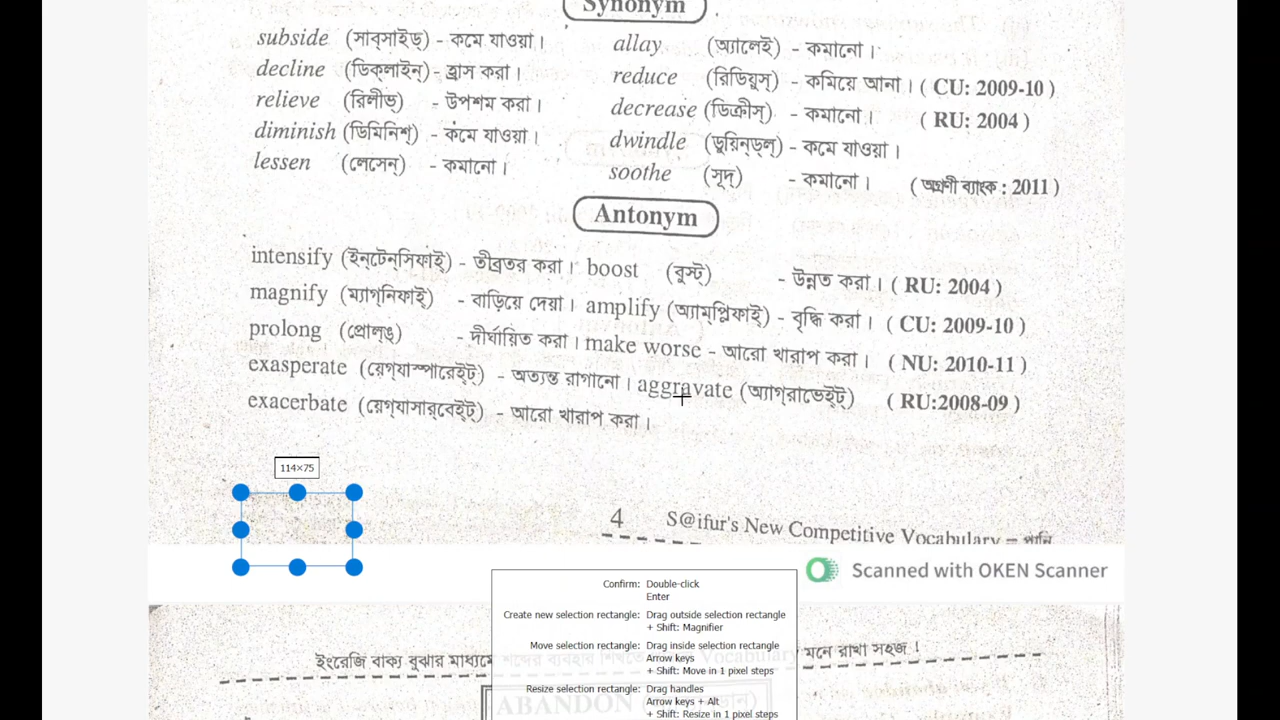 Synonym
subside (সাব্‌সাইড্) - কমে যাওয়া। allay (অ্যালেই) - কমানো।
decline (ডিক্‌লাইন্) - হ্রাস করা। reduce (রিডিয়ুস্) - কমিয়ে আনা। ( CU: 2009-10 )
relieve (রিলীভ্) - উপশম করা। decrease (ডিক্রীস্) - কমানো। ( RU: 2004 )
diminish (ডিমিনিশ্) - কমে যাওয়া। dwindle (ডুয়িন্‌ড্‌ল্) - কমে যাওয়া।
lessen (লেসেন্) - কমানো। soothe (সূদ্) - কমানো। (অগ্রণী ব্যাংক : 2011 )
Antonym
intensify (ইন্‌টেন্‌সিফাই) - তীব্রতর করা। boost (বুস্ট্) - উন্নত করা। ( RU: 2004 )
magnify (ম্যাগ্‌নিফাই) - বাড়িয়ে দেয়া। amplify (অ্যাম্‌প্লিফাই) - বৃদ্ধি করা। ( CU: 2009-10 )
prolong (প্রোলঙ্) - দীর্ঘায়িত করা। make worse - আরো খারাপ করা। ( NU: 2010-11 )
exasperate (য়েগ্‌যাস্পারেইট্) - অত্যন্ত রাগানো। aggravate (অ্যাগ্‌রাভেইট্) ( RU:2008-09 )
exacerbate (য়েগ্‌যাসার্‌বেইট্) - আরো খারাপ করা।
114×75
4 S@ifur's New Competitive Vocabulary –
Scanned with OKEN Scanner
Confirm: Double-click
Enter
Create new selection rectangle: Drag outside selection rectangle
+ Shift: Magnifier
Move selection rectangle: Drag inside selection rectangle
Arrow keys
+ Shift: Move in 1 pixel steps
Resize selection rectangle: Drag handles
Arrow keys + Alt
+ Shift: Resize in 1 pixel steps
ইংরেজি বাক্য বুঝার মাধ্যমে শব্দের ব্যবহার Vocabulary মনে রাখা সহজ !
ABANDON